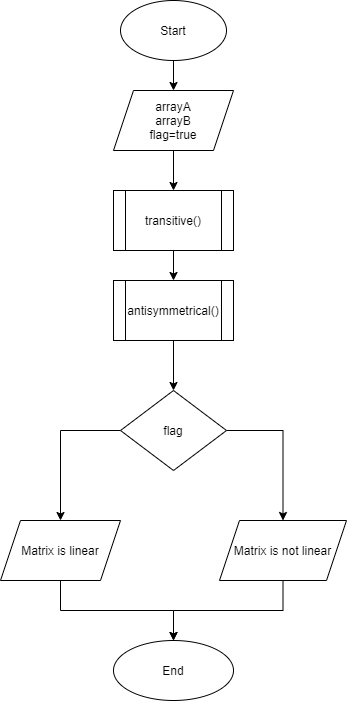 Start
arrayA
arrayB
flag=true
transitive()
antisymmetrical()
flag
Matrix is linear
Matrix is not linear
End